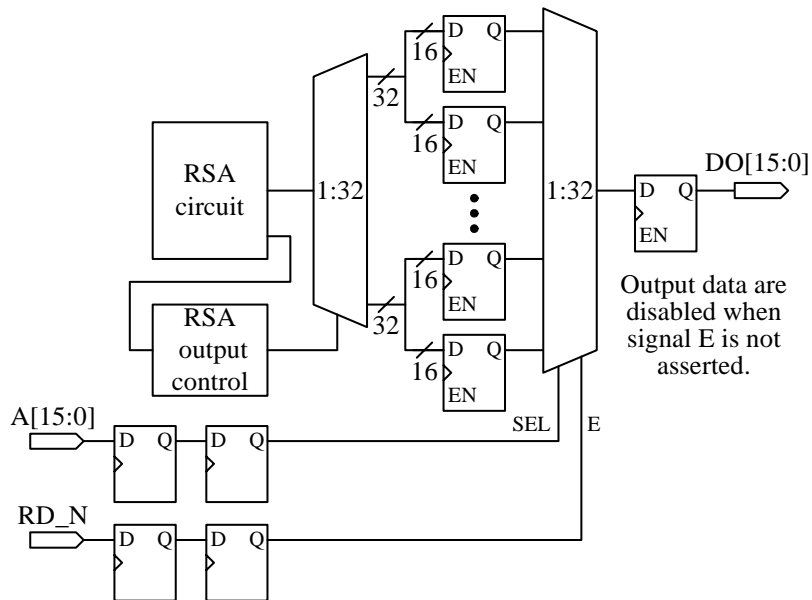 D Q
16
EN
32
D Q
16
EN
RSA
circuit
1:32
1:32
DO[15:0]
D Q
EN
D Q
16
EN
32
D Q
16
EN
RSA
output
control
Output data are
disabled when
signal E is not
asserted.
A[15:0]
D Q
D Q
SEL
E
RD_N
D Q
D Q